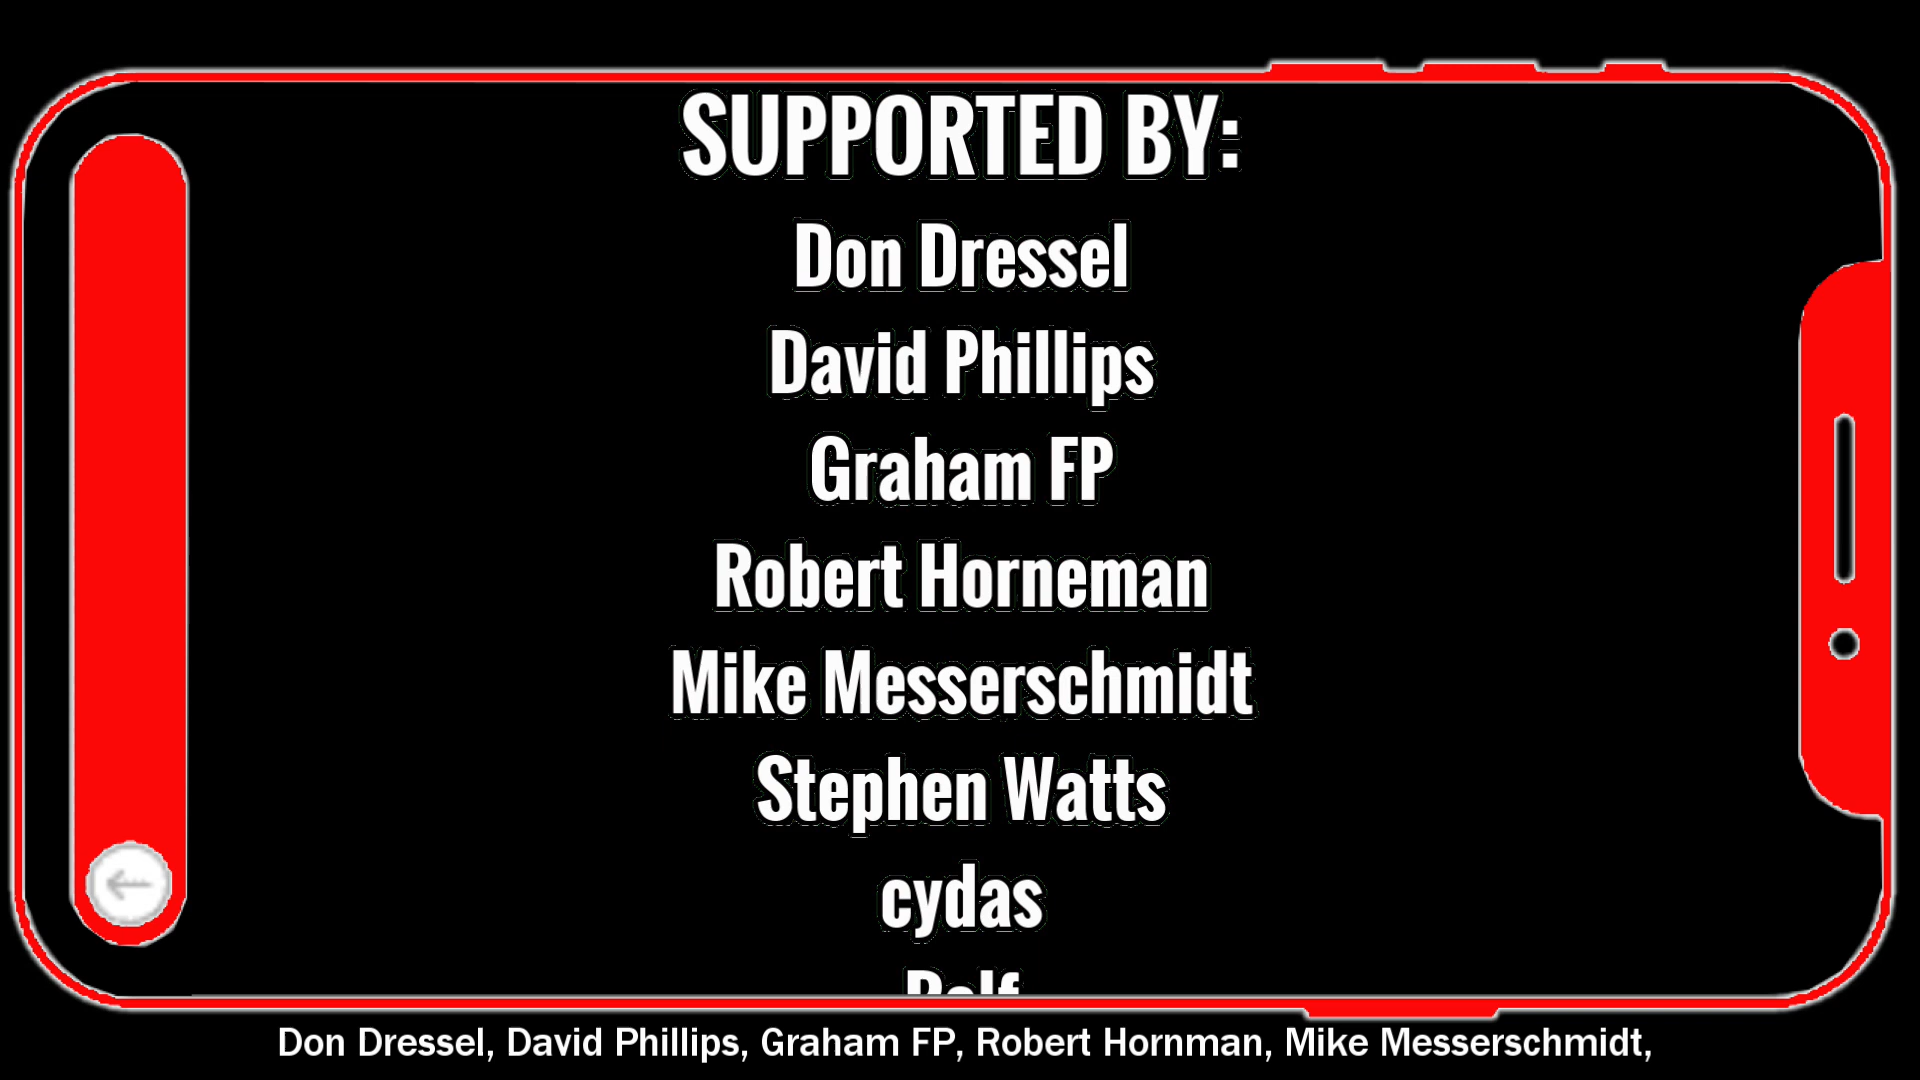 SUPPORTED BY:
Don Dressel
David Phillips
Graham FP
Robert Horneman
Mike Messerschmidt
Stephen Watts
cydas
Don Dressel, David Phillips, Graham FP, Robert Hornman, Mike Messerschmidt,